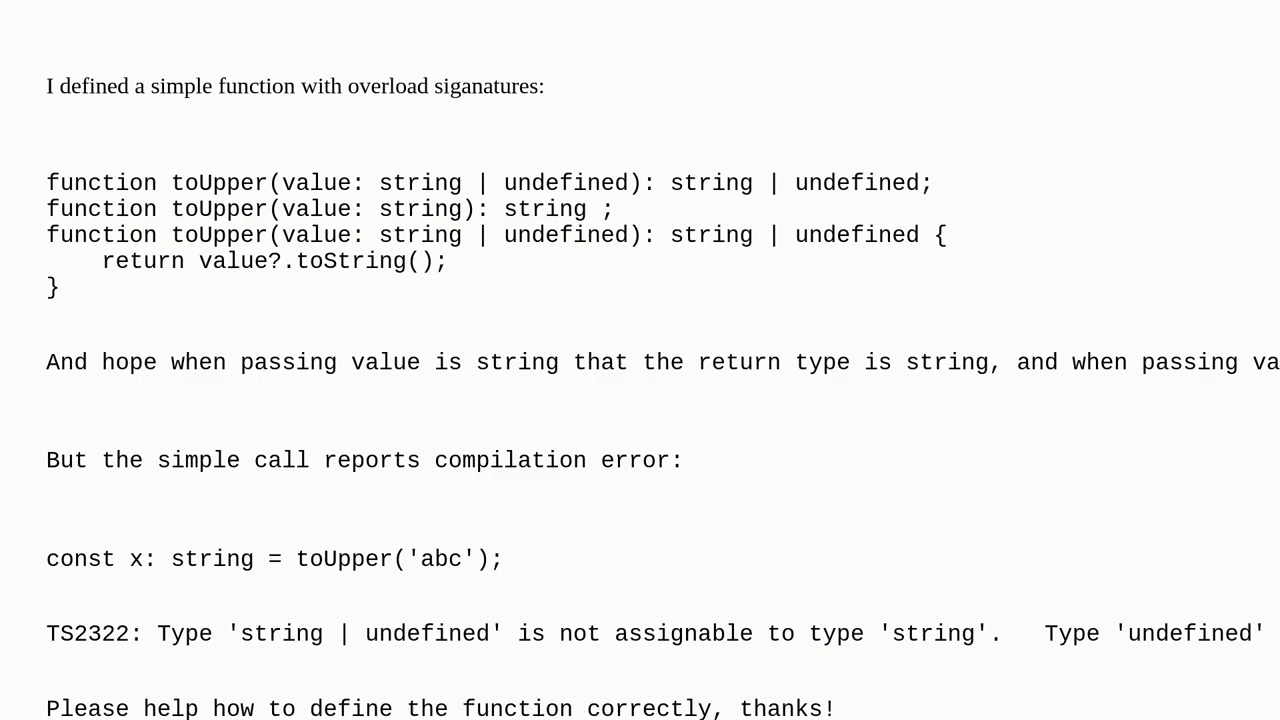 I defined a simple function with overload siganatures:
function toUpper(value: string | undefined): string | undefined;
function toUpper(value: string): string ;
function toUpper(value: string | undefined): string | undefined {
    return value?.toString();
}
And hope when passing value is string that the return type is string, and when passing va
But the simple call reports compilation error:
const x: string = toUpper('abc');
TS2322: Type 'string | undefined' is not assignable to type 'string'.   Type 'undefined'
Please help how to define the function correctly, thanks!